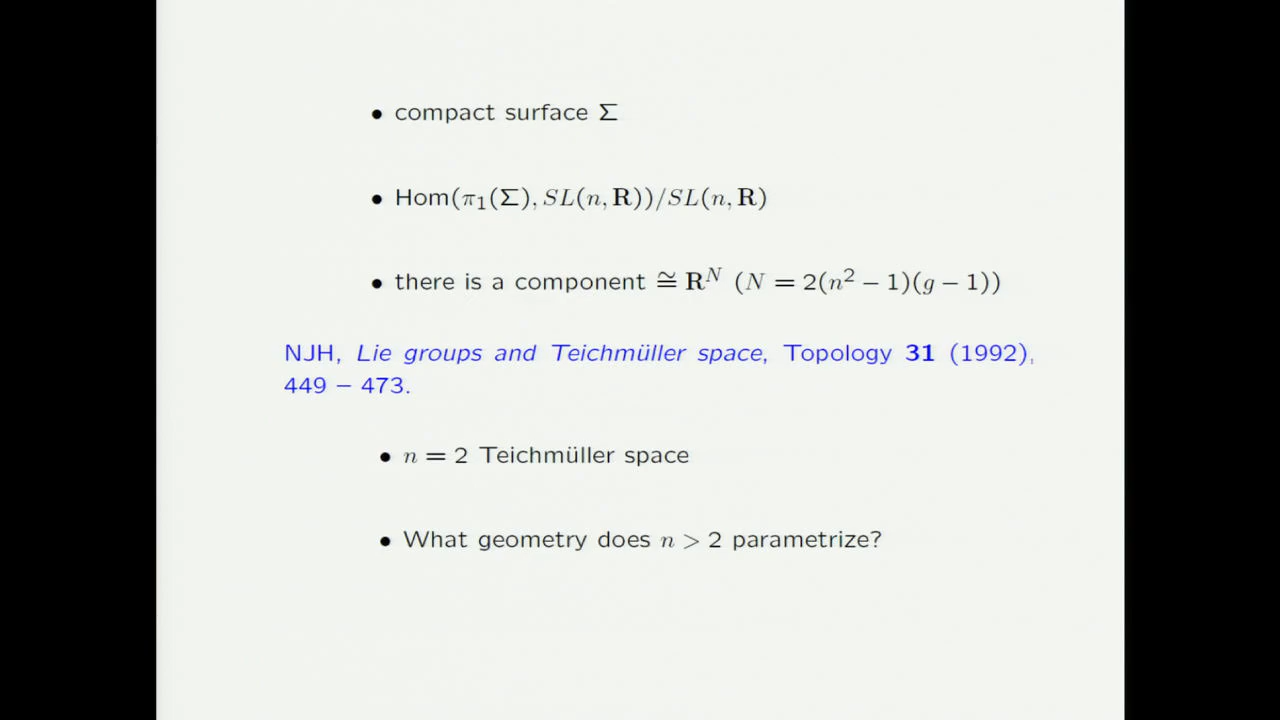 • compact surface Σ
• Hom(π₁(Σ), SL(n, R))/SL(n, R)
• there is a component ≅ Rᴺ (N = 2(n² − 1)(g − 1))
NJH, Lie groups and Teichmüller space, Topology 31 (1992),
449 – 473.
• n = 2 Teichmüller space
• What geometry does n > 2 parametrize?